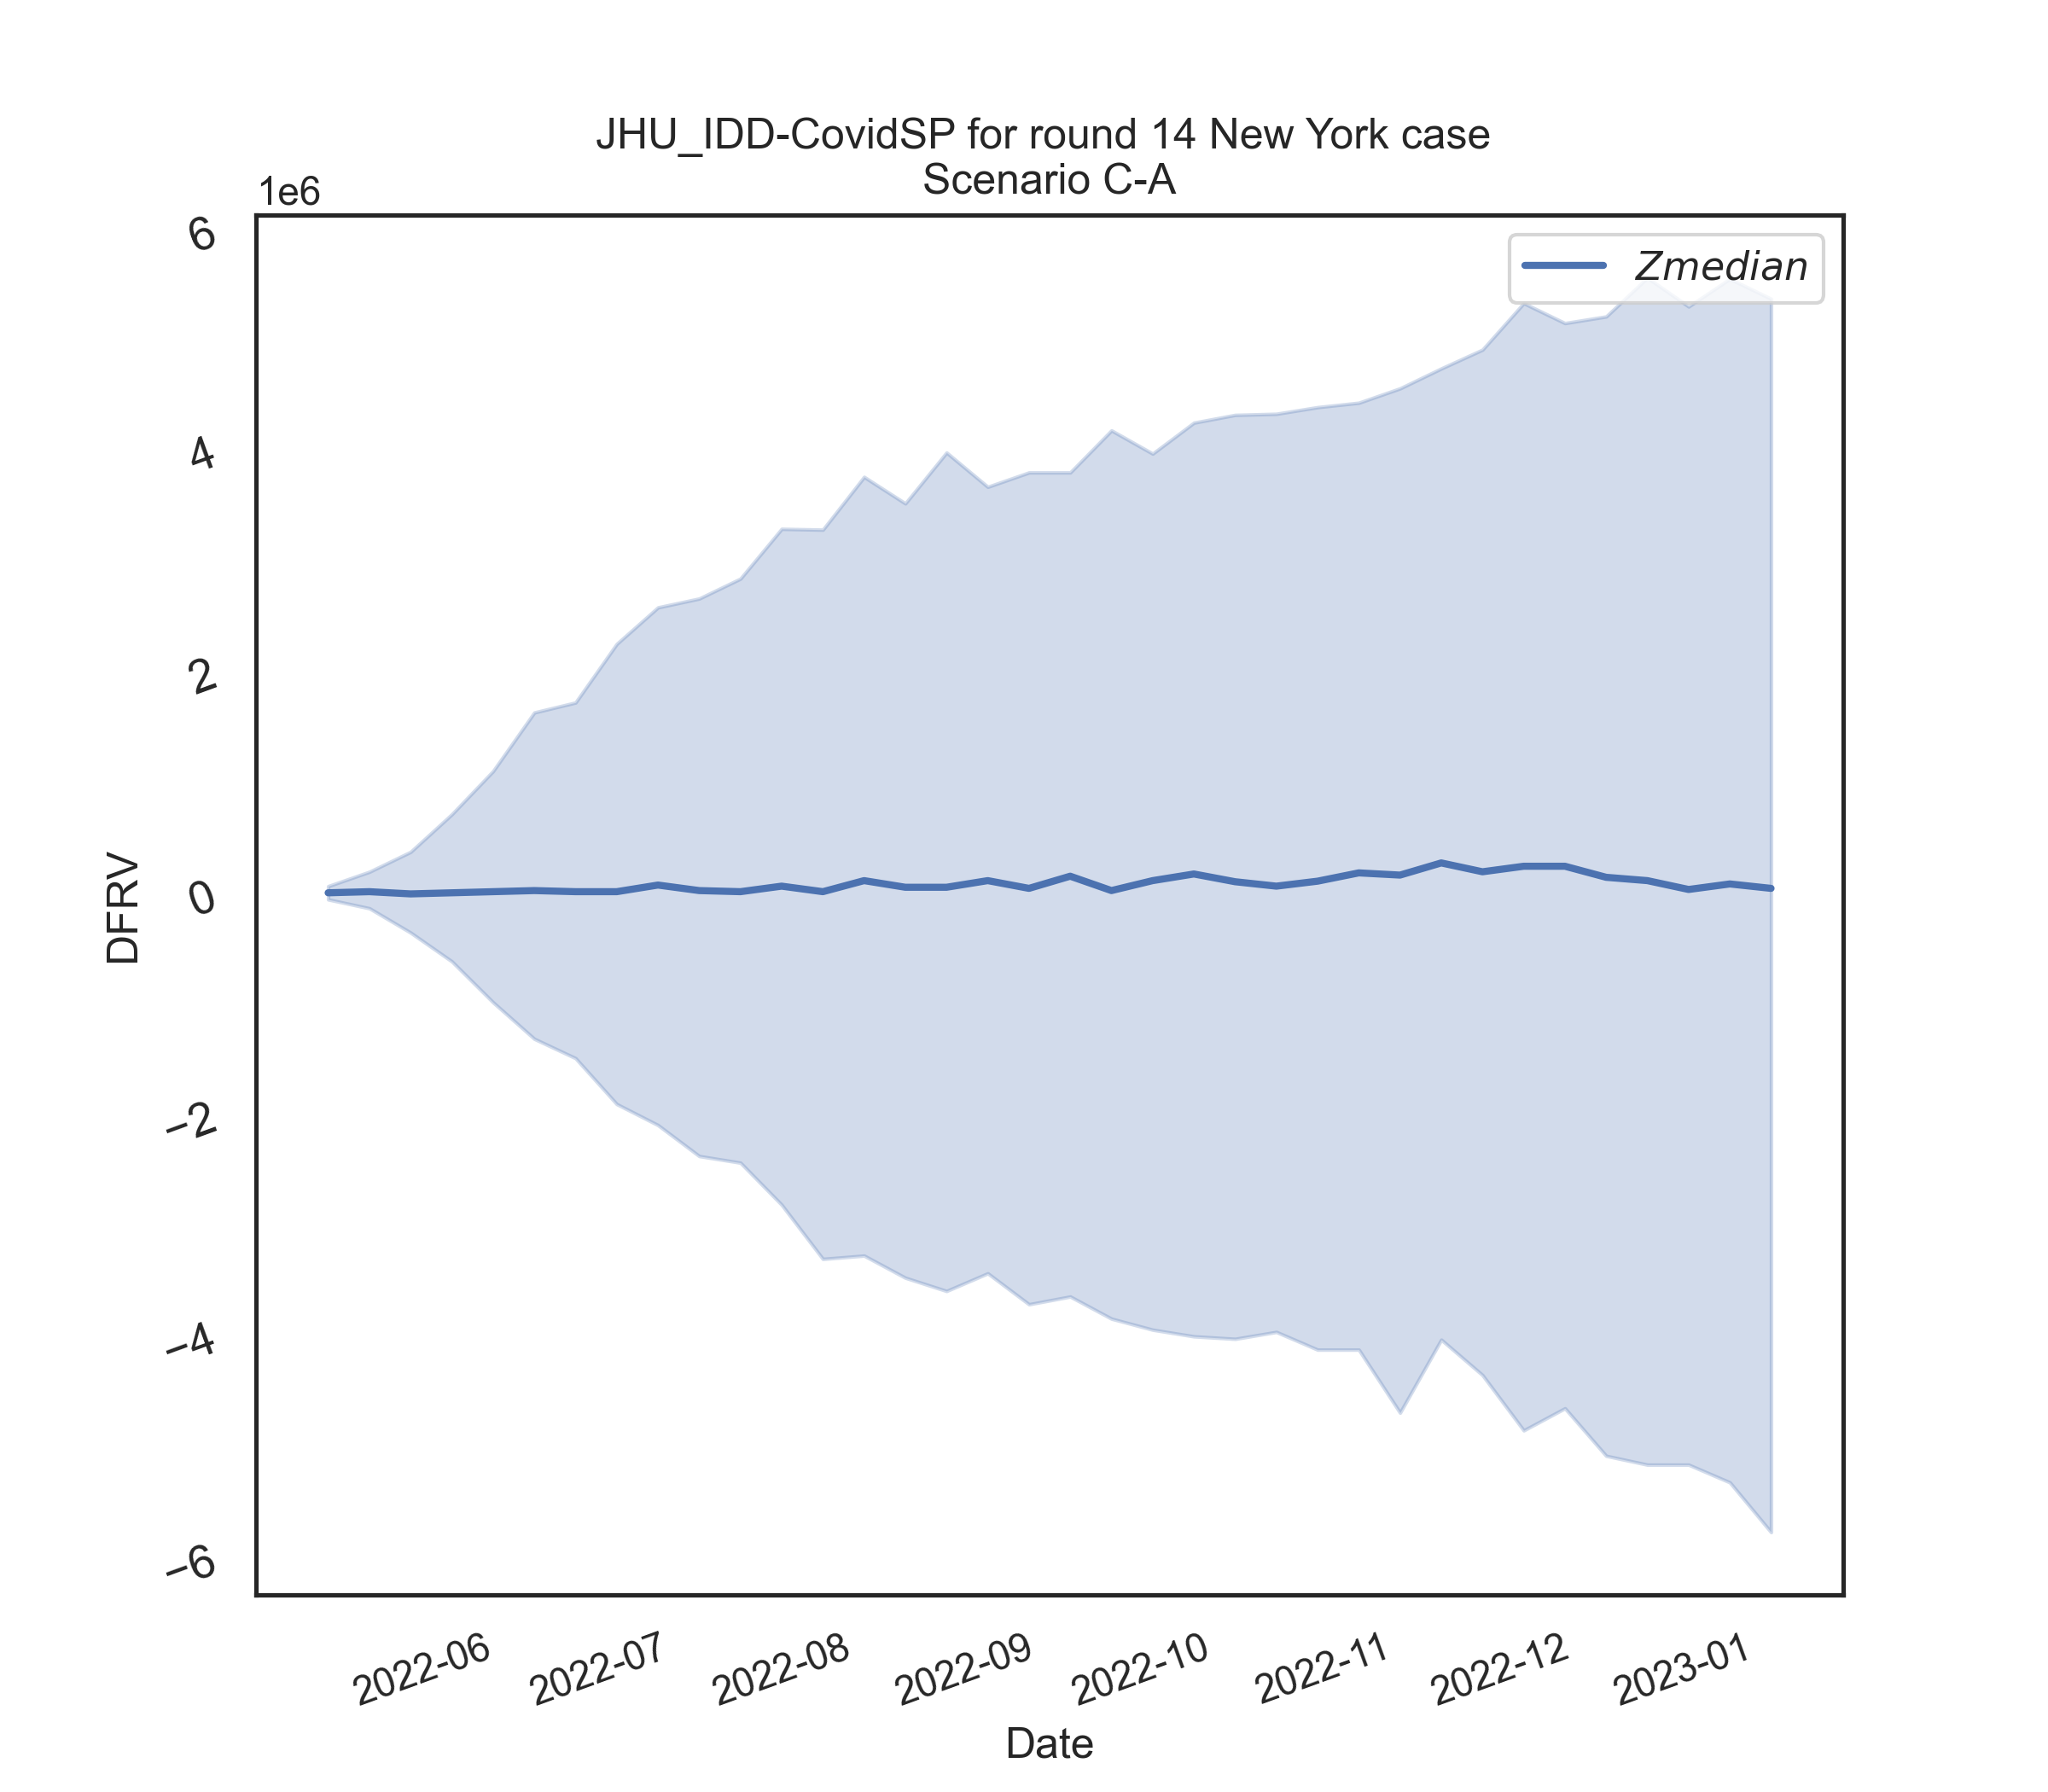 JHU_IDD-CovidSP for round 14 New York case
Scenario C-A
1e6
6
4
2
0
−2
−4
−6
DFRV
Zmedian
2022-06
2022-07
2022-08
2022-09
2022-10
2022-11
2022-12
2023-01
Date